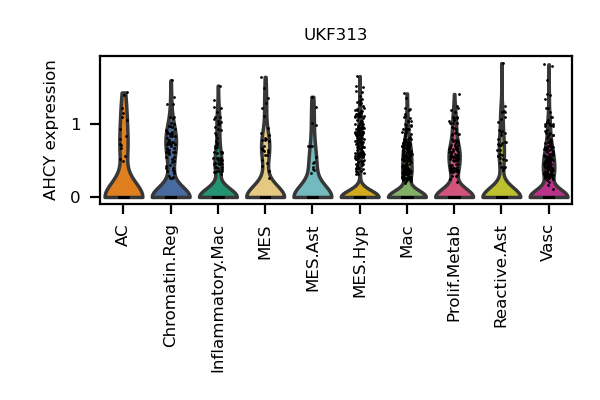 UKF313
AHCY expression
1
0
AC
Chromatin.Reg
Inflammatory.Mac
MES
MES.Ast
MES.Hyp
Mac
Prolif.Metab
Reactive.Ast
Vasc